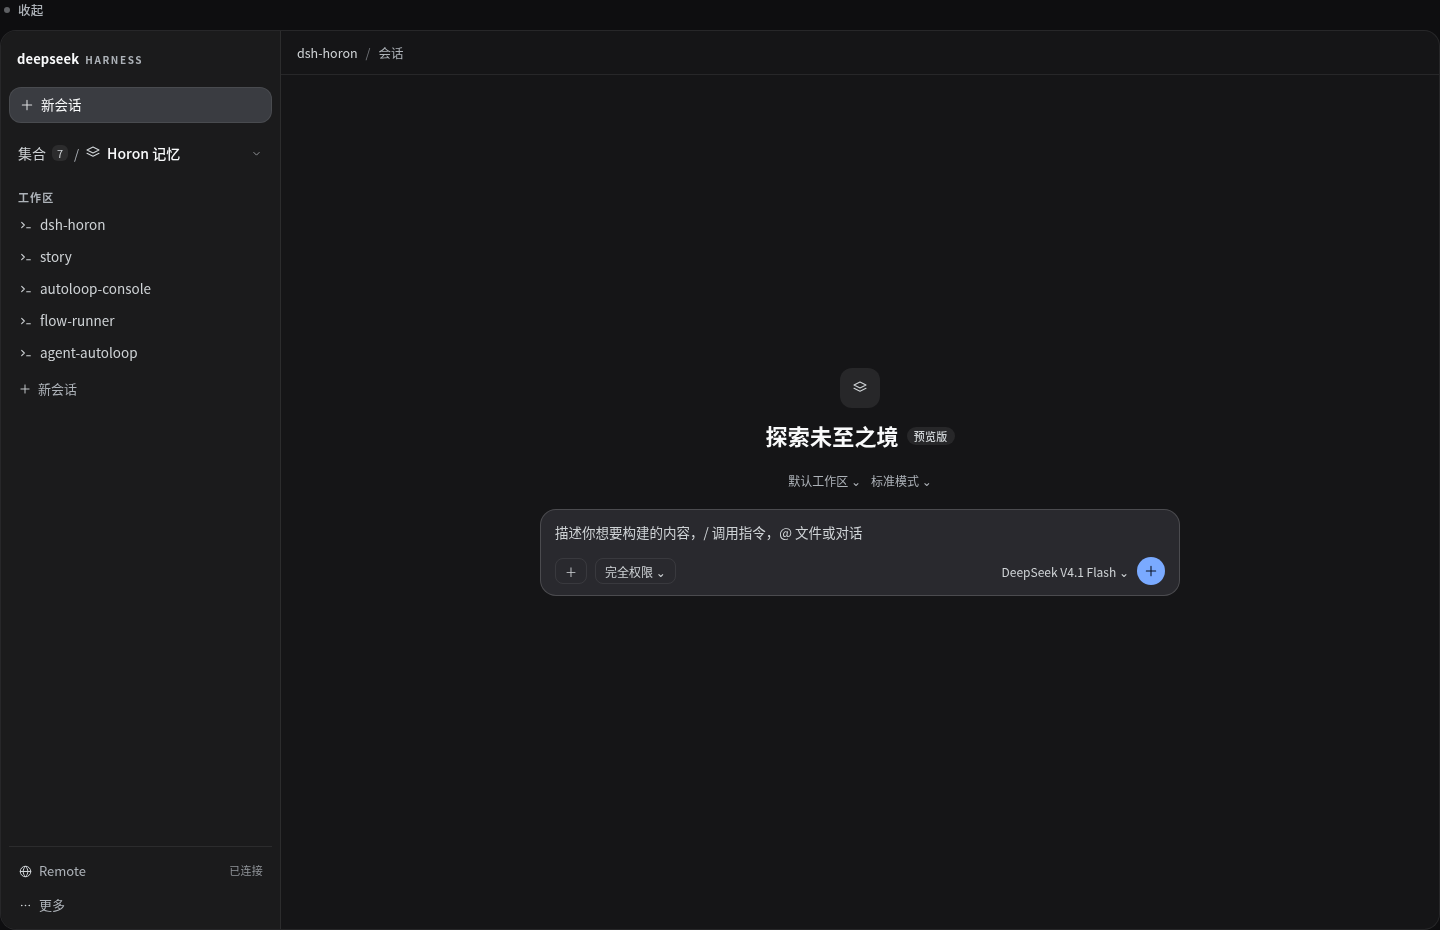 收起
deepseek HARNESS
新会话
集合 7 / Horon 记忆
工作区
dsh-horon
story
autoloop-console
flow-runner
agent-autoloop
新会话
Remote 已连接
更多
dsh-horon / 会话
探索未至之境 预览版
默认工作区 标准模式
描述你想要构建的内容，/ 调用指令，@ 文件或对话
完全权限 DeepSeek V4.1 Flash